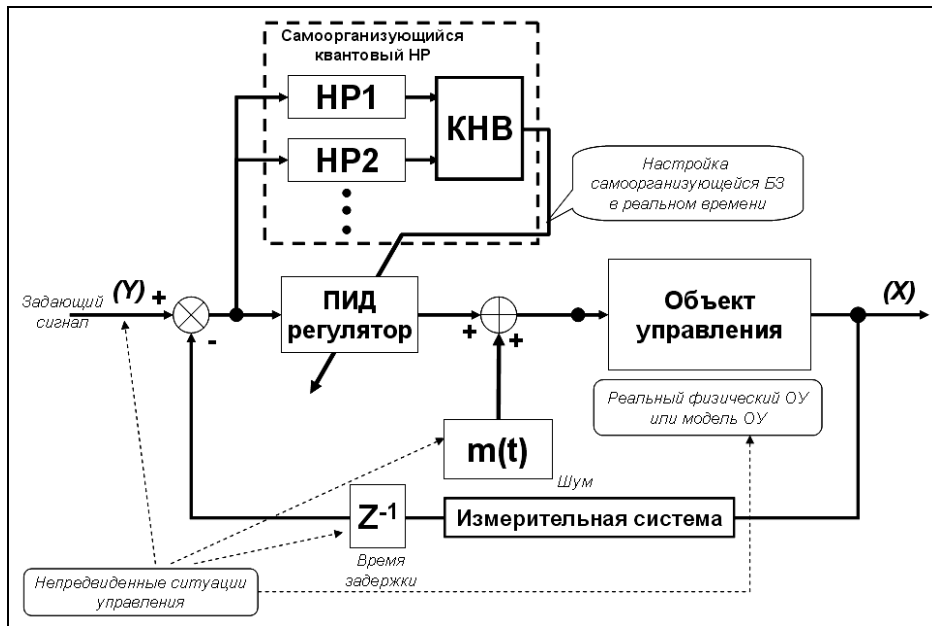 Самоорганизующийся
квантовый НР
НР1
КНВ
НР2
Настройка
самоорганизующейся БЗ
в реальном времени
Задающий
сигнал
(Y)
+
-
ПИД
регулятор
+
+
Объект
управления
(X)
Реальный физический ОУ
или модель ОУ
m(t)
Шум
Z-1
Измерительная система
Время
задержки
Непредвиденные ситуации
управления